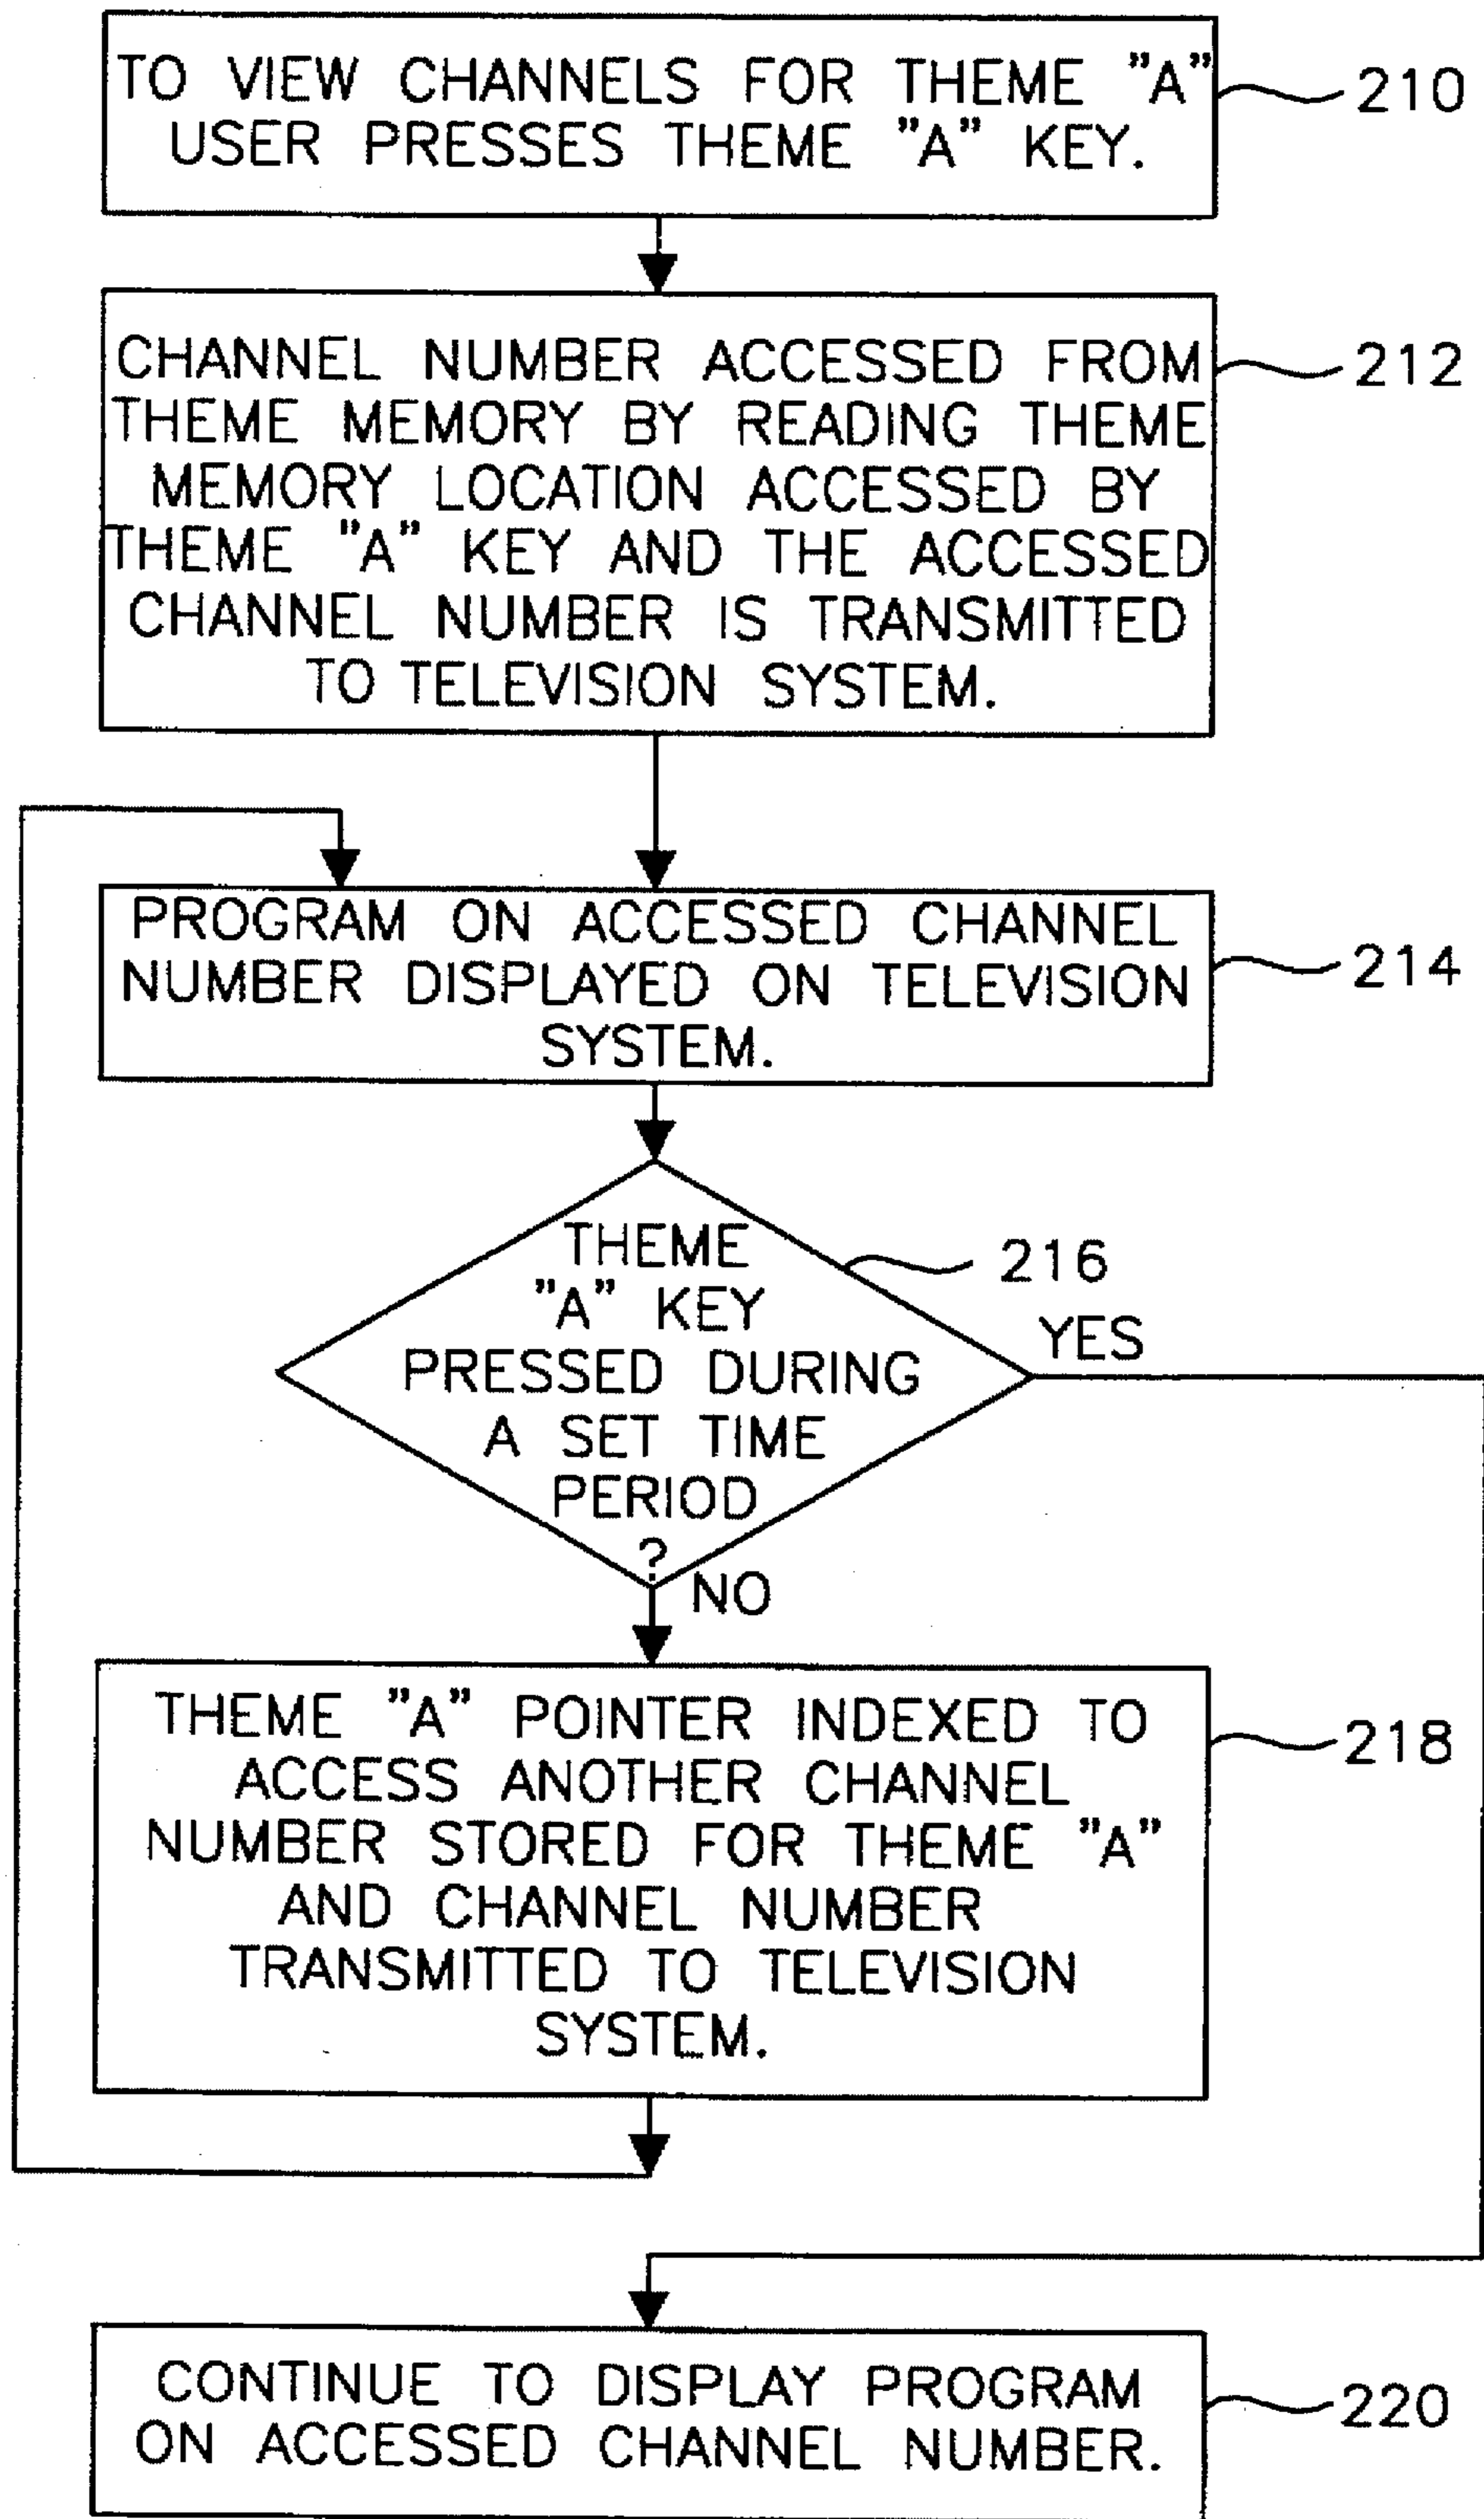 TO VIEW CHANNELS FOR THEME "A"
USER PRESSES THEME "A" KEY.
210
CHANNEL NUMBER ACCESSED FROM
THEME MEMORY BY READING THEME
MEMORY LOCATION ACCESSED BY
THEME "A" KEY AND THE ACCESSED
CHANNEL NUMBER IS TRANSMITTED
TO TELEVISION SYSTEM.
212
PROGRAM ON ACCESSED CHANNEL
NUMBER DISPLAYED ON TELEVISION
SYSTEM.
214
THEME
"A" KEY
PRESSED DURING
A SET TIME
PERIOD
?
216
YES
NO
THEME "A" POINTER INDEXED TO
ACCESS ANOTHER CHANNEL
NUMBER STORED FOR THEME "A"
AND CHANNEL NUMBER
TRANSMITTED TO TELEVISION
SYSTEM.
218
CONTINUE TO DISPLAY PROGRAM
ON ACCESSED CHANNEL NUMBER.
220